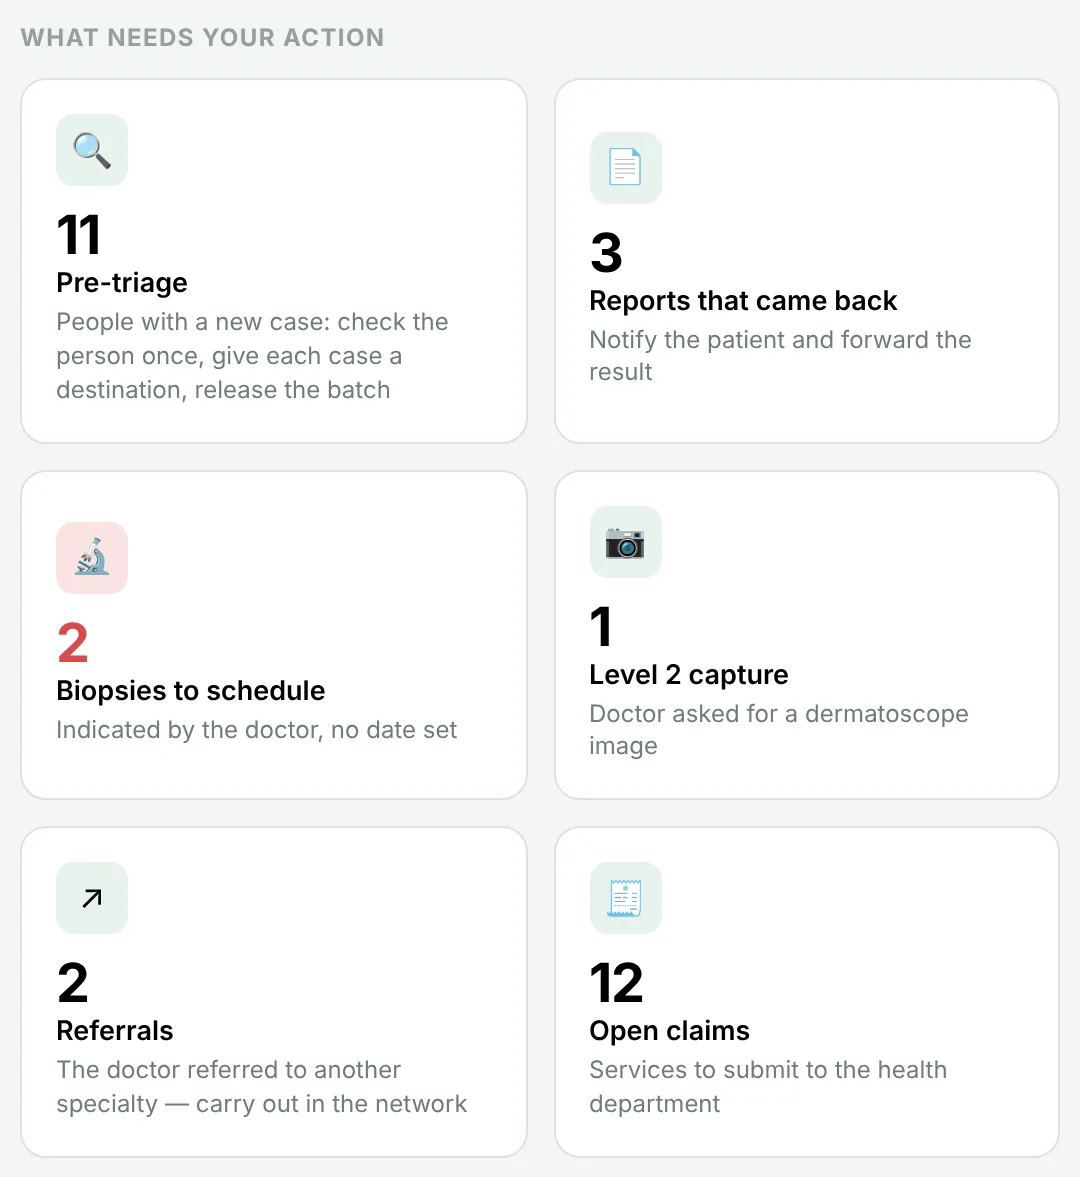 WHAT NEEDS YOUR ACTION
11
Pre-triage
People with a new case: check the
person once, give each case a
destination, release the batch
3
Reports that came back
Notify the patient and forward the
result
2
Biopsies to schedule
Indicated by the doctor, no date set
1
Level 2 capture
Doctor asked for a dermatoscope
image
2
Referrals
The doctor referred to another
specialty — carry out in the network
12
Open claims
Services to submit to the health
department